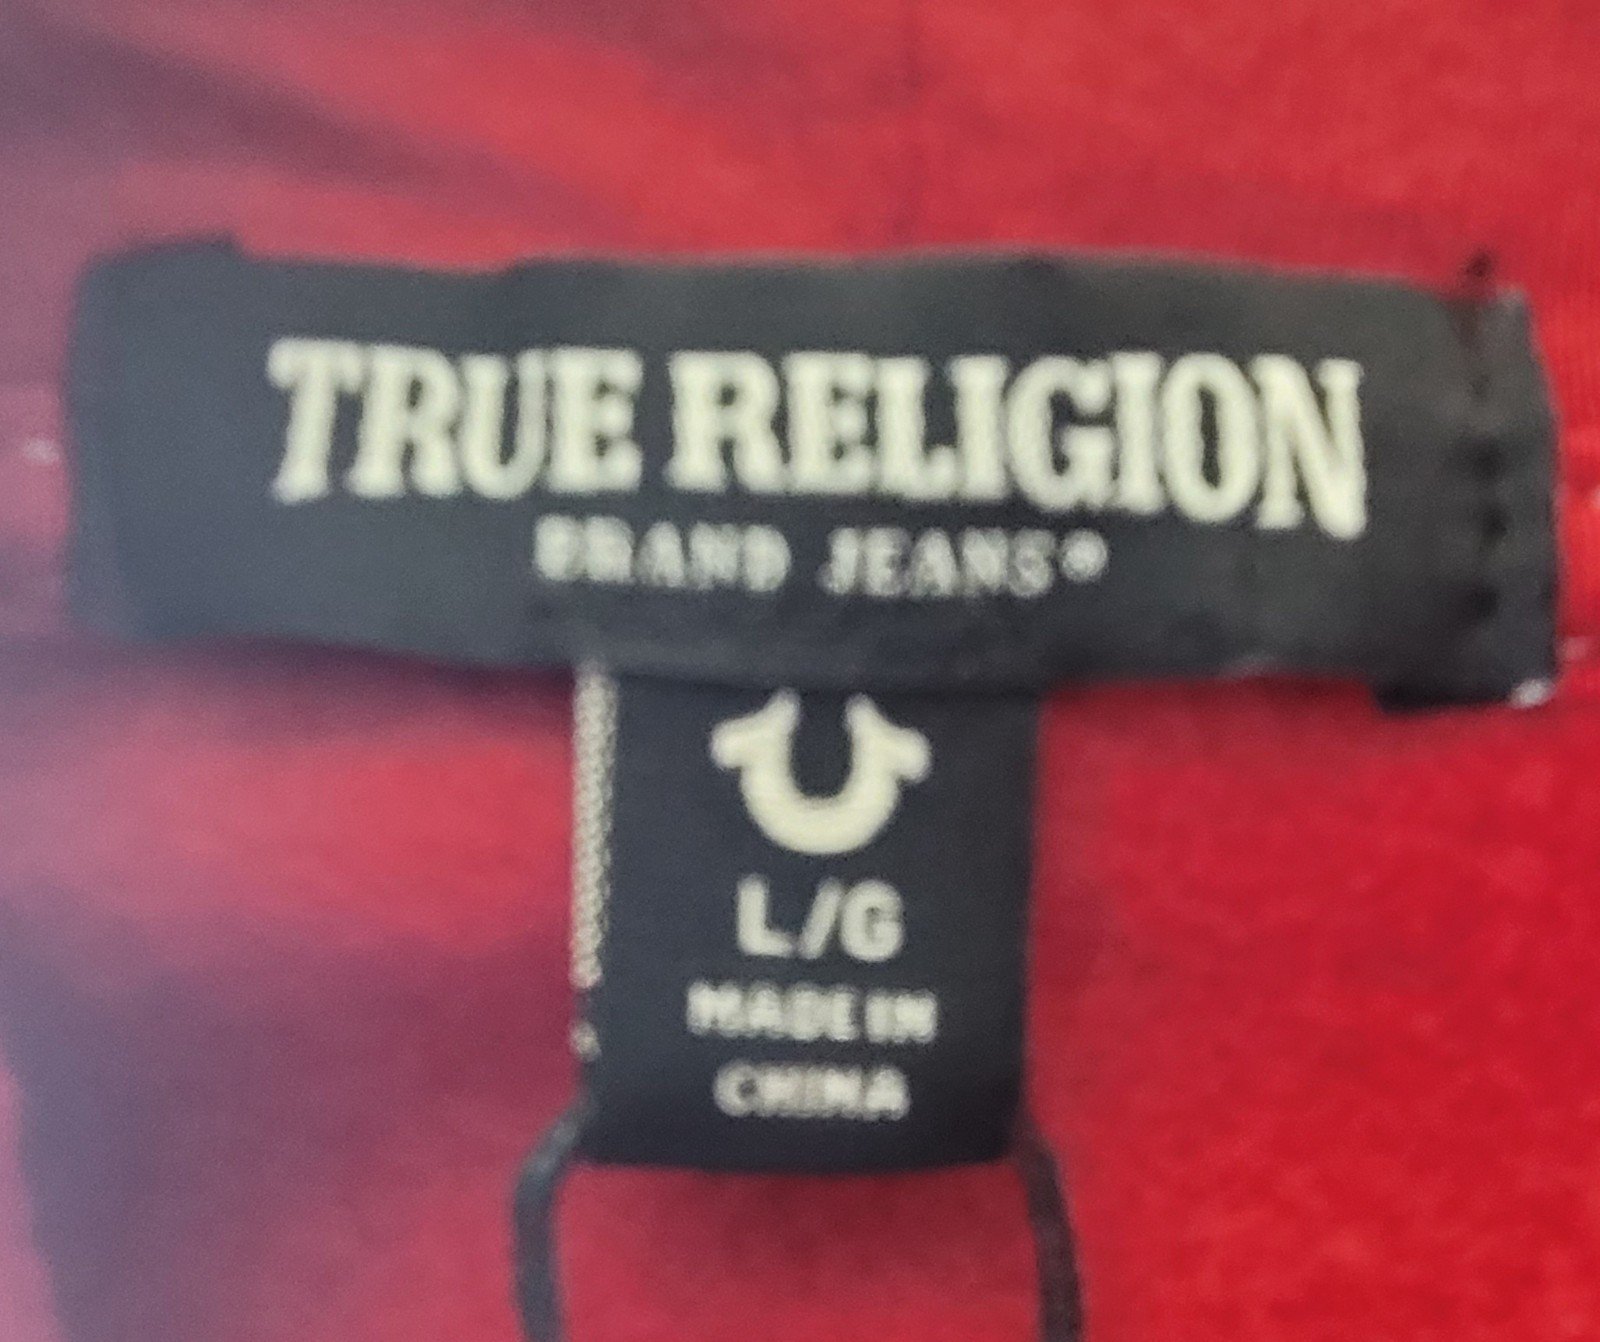 TRUE RELIGION
BRAND JEANS®
L/G
MADE IN
CHINA